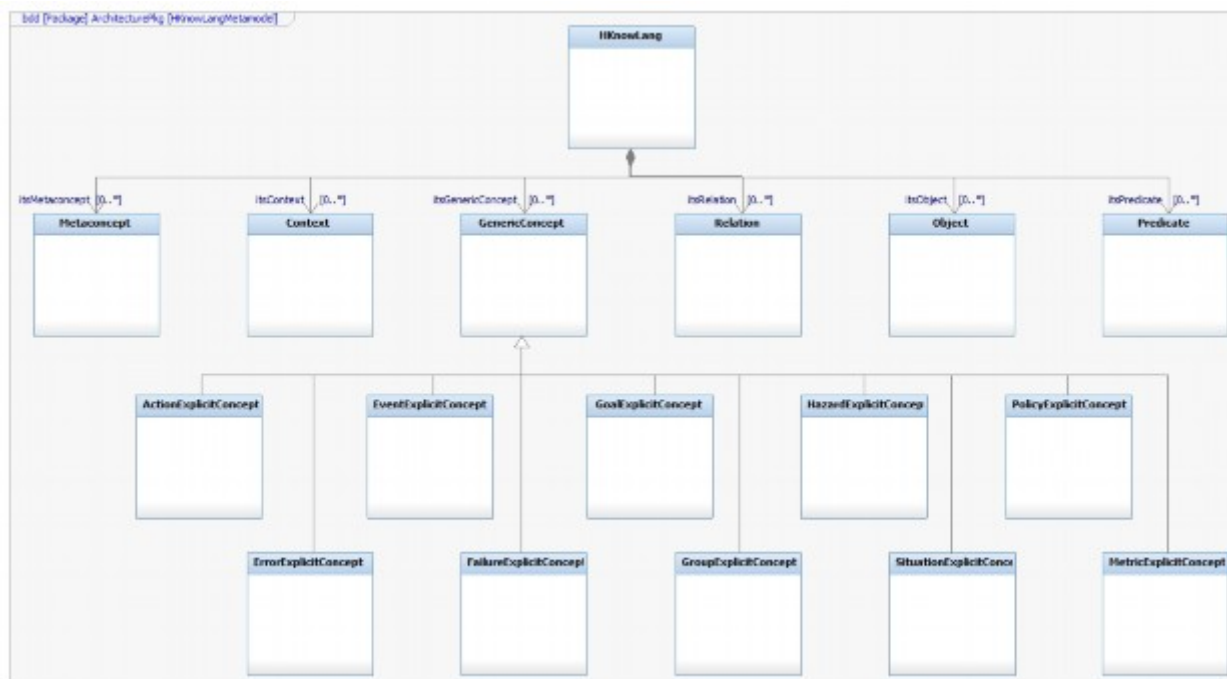 bdd [Package] ArchitecturePkg [HKnowLangMetamodel]
HKnowLang
itsMetaconcept [0..*] itsContext [0..*] itsGenericConcept [0..*] itsRelation [0..*] itsObject [0..*] itsPredicate [0..*]
Metaconcept Context GenericConcept Relation Object Predicate
ActionExplicitConcept EventExplicitConcept GoalExplicitConcept HazardExplicitConcep PolicyExplicitConcept
ErrorExplicitConcept FailureExplicitConcept GroupExplicitConcept SituationExplicitConce MetricExplicitConcept